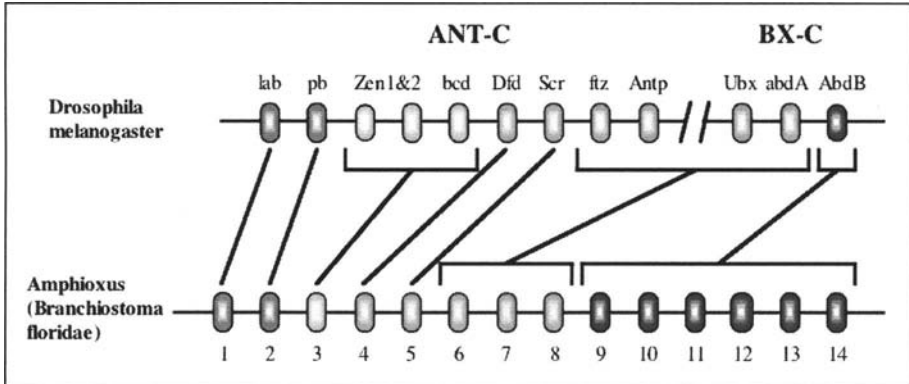 ANT-C BX-C
lab pb Zen1&2 bcd Dfd Scr ftz Antp Ubx abdA AbdB
Drosophila
melanogaster
Amphioxus
(Branchiostoma
floridae)
1 2 3 4 5 6 7 8 9 10 11 12 13 14